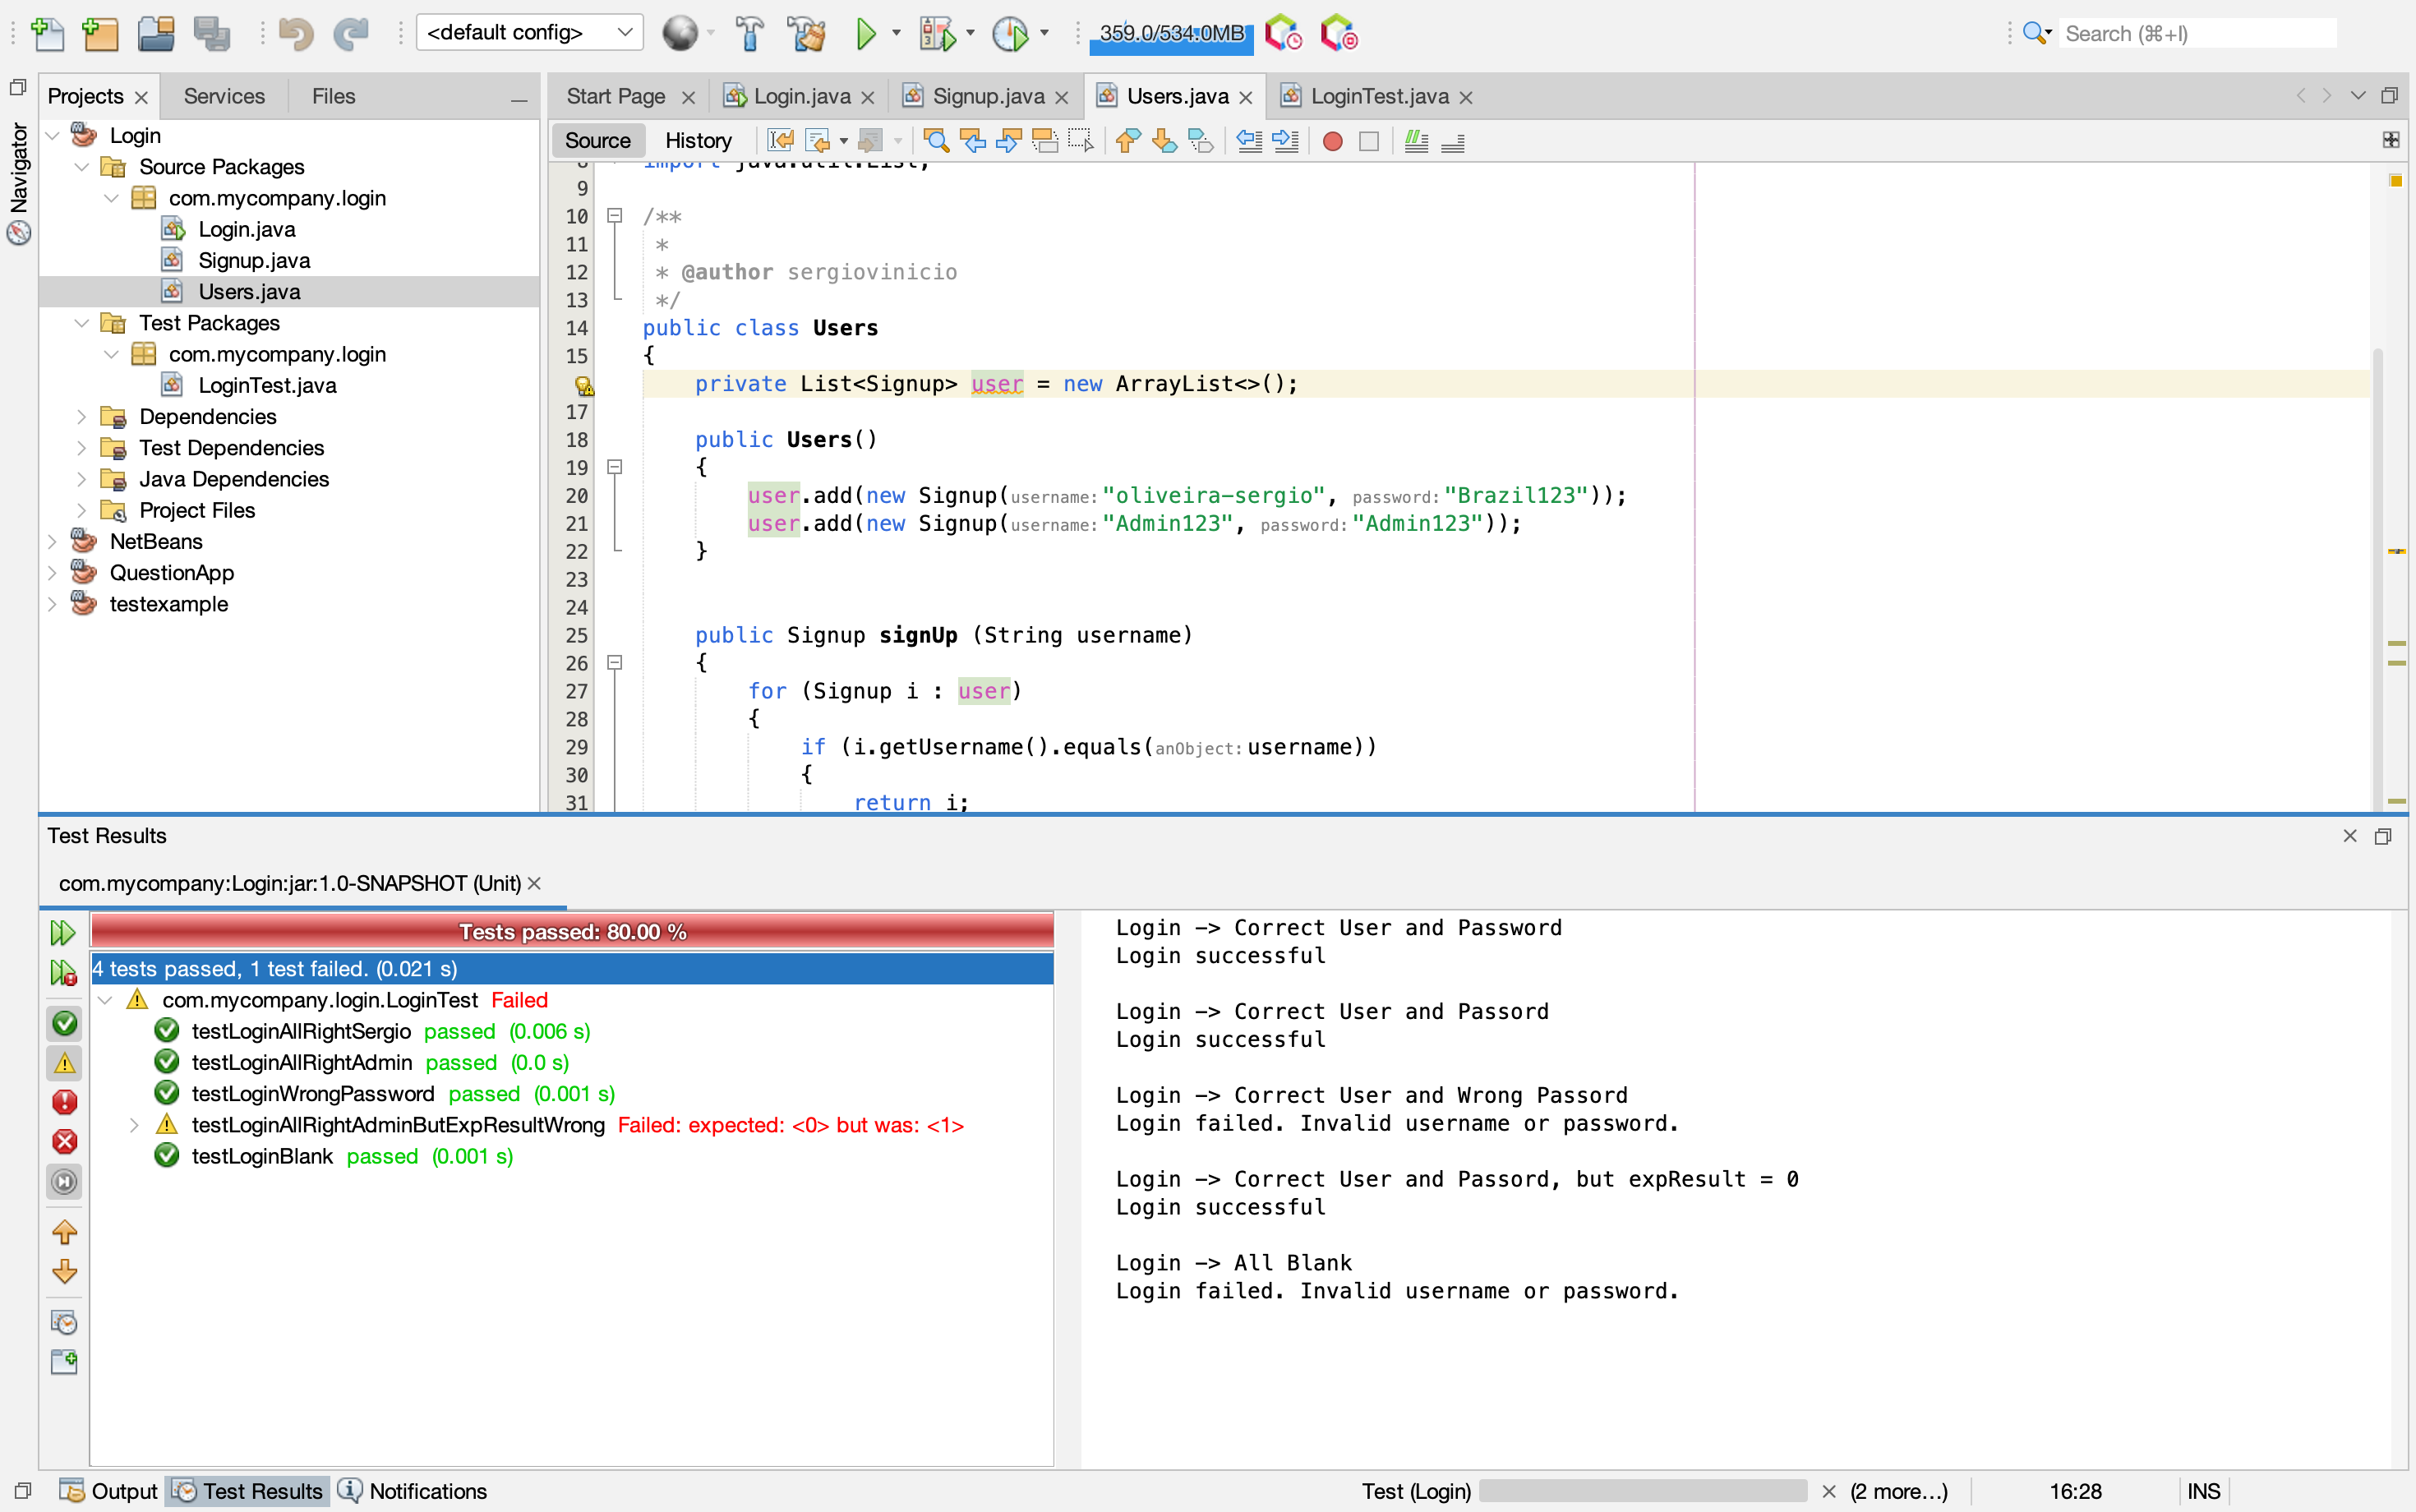 <default config>
359.0/534.0MB
Search (⌘+I)
Projects
Services
Files
Start Page
Login.java
Signup.java
Users.java
LoginTest.java
Navigator
Source
History
Login
Source Packages
com.mycompany.login
Login.java
Signup.java
Users.java
Test Packages
com.mycompany.login
LoginTest.java
Dependencies
Test Dependencies
Java Dependencies
Project Files
NetBeans
QuestionApp
testexample
8 import java.util.List;
9
10 /**
11 *
12 * @author sergiovinicio
13 */
14 public class Users
15 {
private List<Signup> user = new ArrayList<>();
17
18 public Users()
19 {
20 user.add(new Signup(username:"oliveira-sergio", password:"Brazil123"));
21 user.add(new Signup(username:"Admin123", password:"Admin123"));
22 }
23
24
25 public Signup signUp (String username)
26 {
27 for (Signup i : user)
28 {
29 if (i.getUsername().equals(anObject:username))
30 {
31 return i;
Test Results
com.mycompany:Login:jar:1.0-SNAPSHOT (Unit)
Tests passed: 80.00 %
4 tests passed, 1 test failed. (0.021 s)
com.mycompany.login.LoginTest Failed
testLoginAllRightSergio passed (0.006 s)
testLoginAllRightAdmin passed (0.0 s)
testLoginWrongPassword passed (0.001 s)
testLoginAllRightAdminButExpResultWrong Failed: expected: <0> but was: <1>
testLoginBlank passed (0.001 s)
Login -> Correct User and Password
Login successful
Login -> Correct User and Passord
Login successful
Login -> Correct User and Wrong Passord
Login failed. Invalid username or password.
Login -> Correct User and Passord, but expResult = 0
Login successful
Login -> All Blank
Login failed. Invalid username or password.
Output
Test Results
Notifications
Test (Login)
(2 more...)
16:28
INS